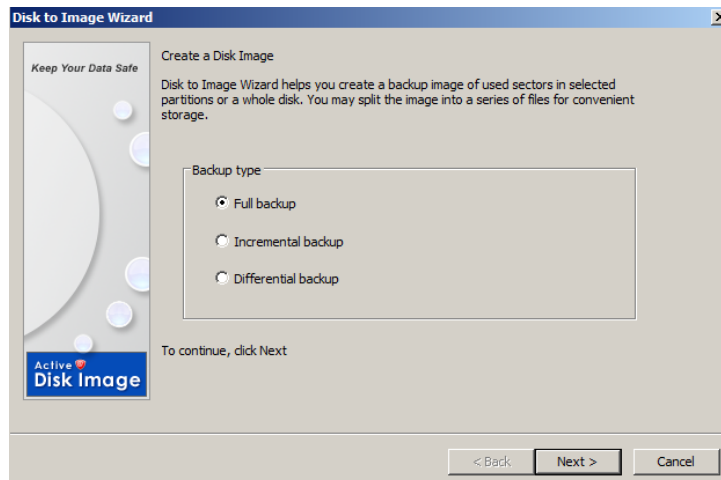 Disk to Image Wizard
Keep Your Data Safe
Create a Disk Image
Disk to Image Wizard helps you create a backup image of used sectors in selected
partitions or a whole disk. You may split the image into a series of files for convenient
storage.
Backup type
Full backup
Incremental backup
Differential backup
To continue, click Next
Active
Disk Image
< Back
Next >
Cancel